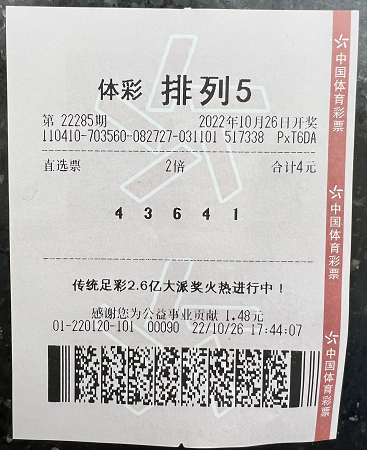 体彩 排列5
第 22285期 2022年10月26日开奖
110410-703560-082727-031101 517338 PxT6DA
直选票 2倍 合计4元
4 3 6 4 1
传统足彩2.6亿大派奖火热进行中！
感谢您为公益事业贡献 1.48元
01-220120-101 00090 22/10/26 17:44:07
中国体育彩票
中国体育彩票
中国体育彩票